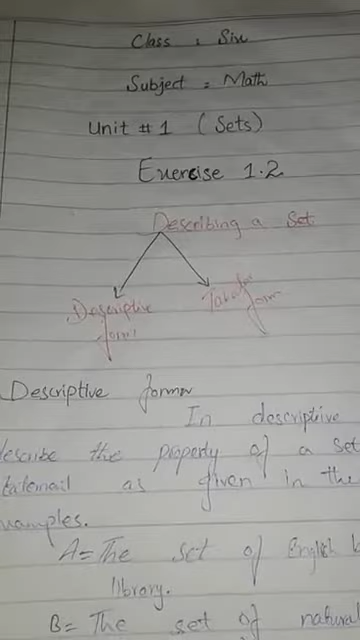 Class : Six
Subject : Math
Unit # 1 (Sets)
Exercise 1.2
Describing a Set
Descriptive Tabular
form form
Descriptive form
In descriptive
describe the property of a set
as given in the
examples.
A= The set of English
library.
B= The set of natural